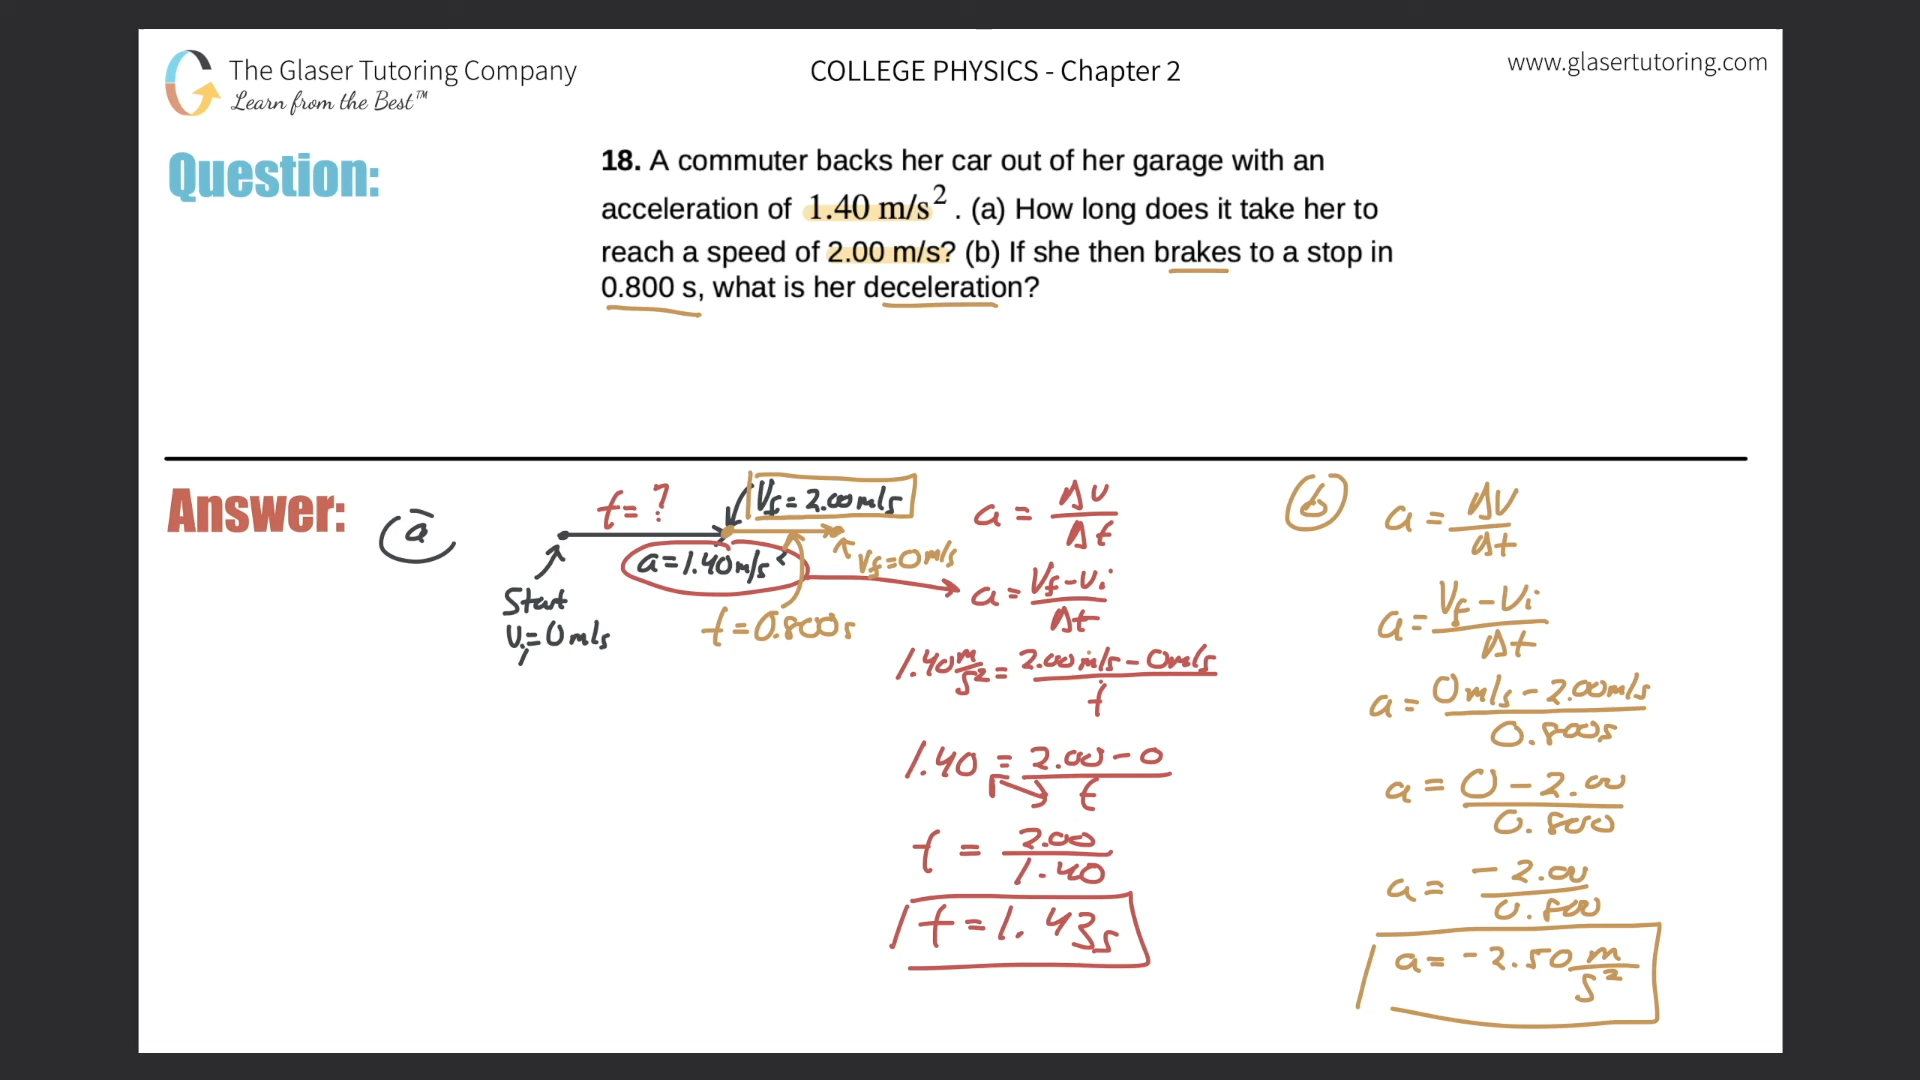 The Glaser Tutoring Company
Learn from the Best™
COLLEGE PHYSICS - Chapter 2
www.glasertutoring.com
Question:
18. A commuter backs her car out of her garage with an
acceleration of 1.40 m/s². (a) How long does it take her to
reach a speed of 2.00 m/s? (b) If she then brakes to a stop in
0.800 s, what is her deceleration?
Answer:
a
t = ?
Vf = 2.00 m/s
a = 1.40 m/s²
Vf = 0 m/s
Start
Vi = 0 m/s
t = 0.800s
a = Δv / Δt
a = Vf - Vi / Δt
1.40 m/s² = 2.00 m/s - 0 m/s / t
1.40 = 2.00 - 0 / t
t = 2.00 / 1.40
t = 1.43s
b
a = Δv / Δt
a = Vf - Vi / Δt
a = 0 m/s - 2.00 m/s / 0.800s
a = 0 - 2.00 / 0.800
a = -2.00 / 0.800
a = -2.50 m/s²